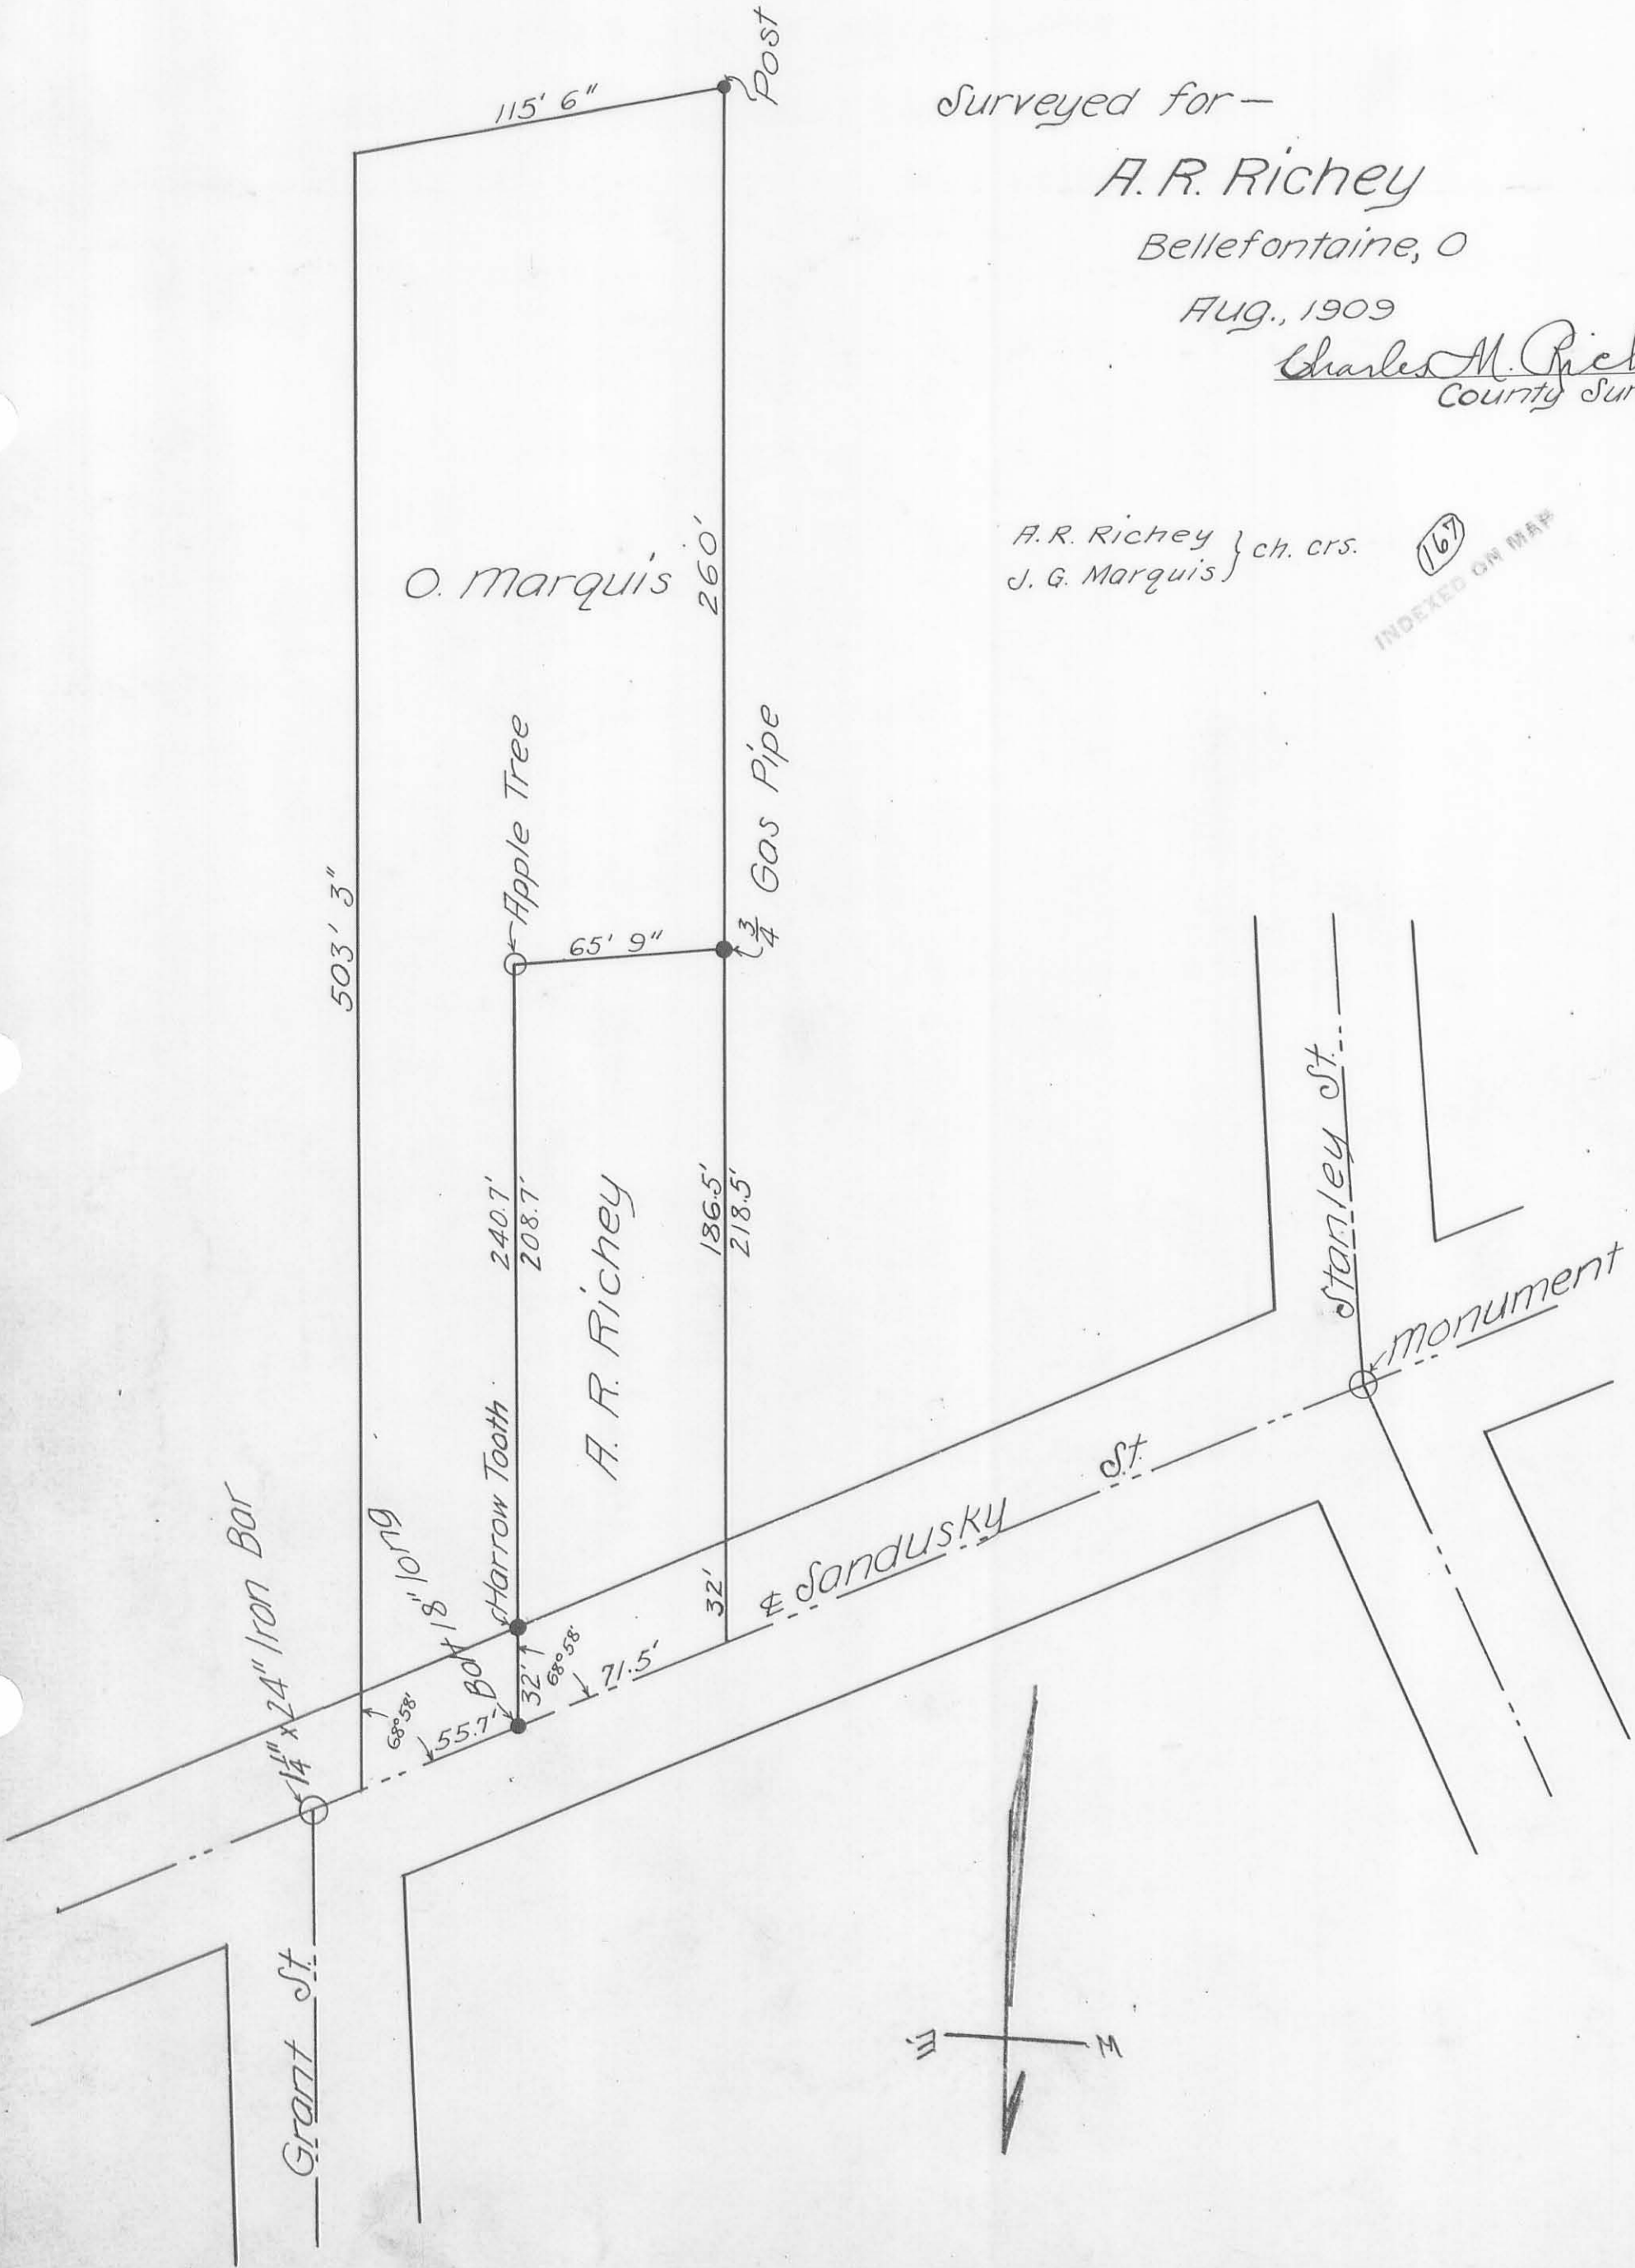 Surveyed for—
A. R. Richey
Bellefontaine, O
Aug., 1909
Charles M.
County
A. R. Richey } ch. crs.
J. G. Marquis
167
INDEXED ON MAP
115' 6"
Post
O. Marquis
260'
503' 3"
Apple Tree
65' 9"
3/4 Gas Pipe
240.7'
208.7'
186.5'
218.5'
A. R. Richey
Harrow Tooth
Bolt 18" long
1 1/4" x 24" Iron Bar
68°58'
55.7'
32'
68°58'
71.5'
32'
Sandusky St.
Stanley St.
Monument
Grant St.
E
W